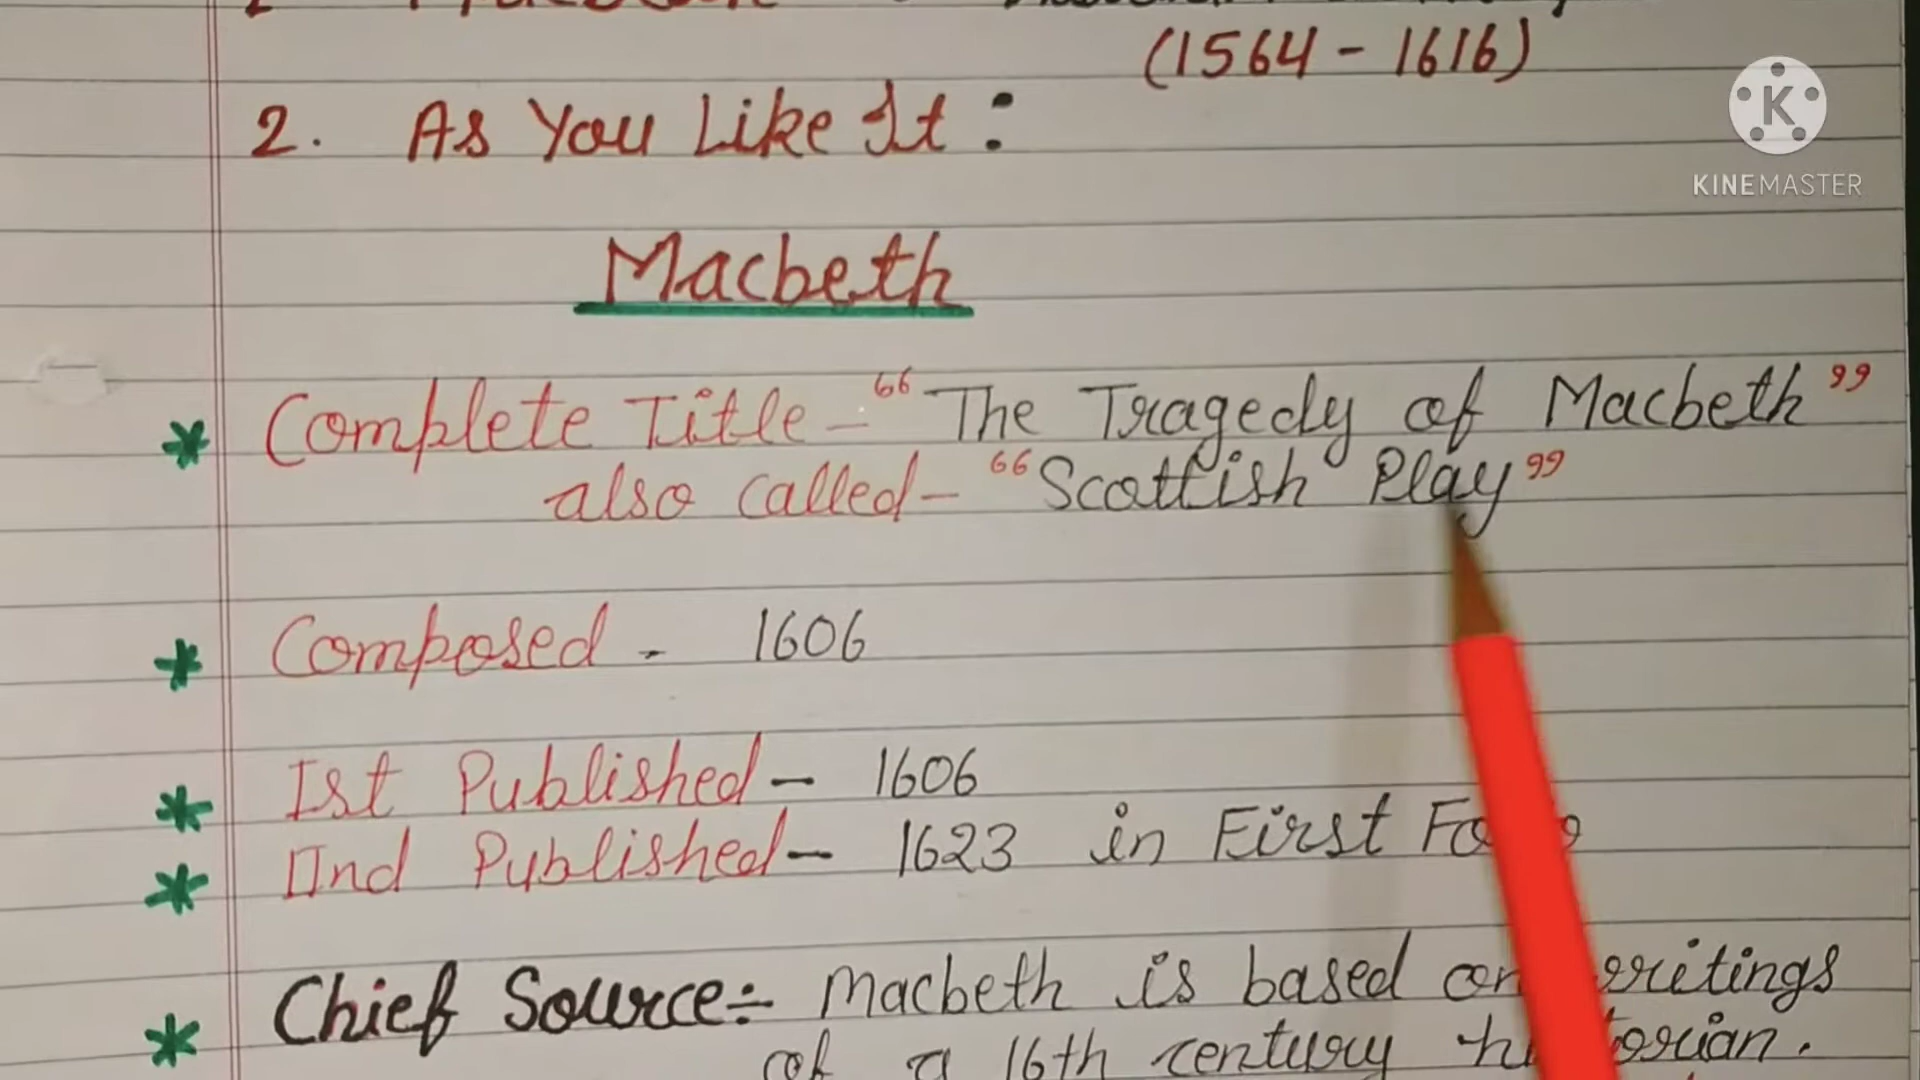 (1564 - 1616)
2. As You Like It :
KINEMASTER
Macbeth
* Complete Title - "The Tragedy of Macbeth"
also called - "Scottish Play"
* Composed - 1606
* Ist Published - 1606
* IInd Published - 1623 in First
* Chief Source:- Macbeth is based on
of a 16th century